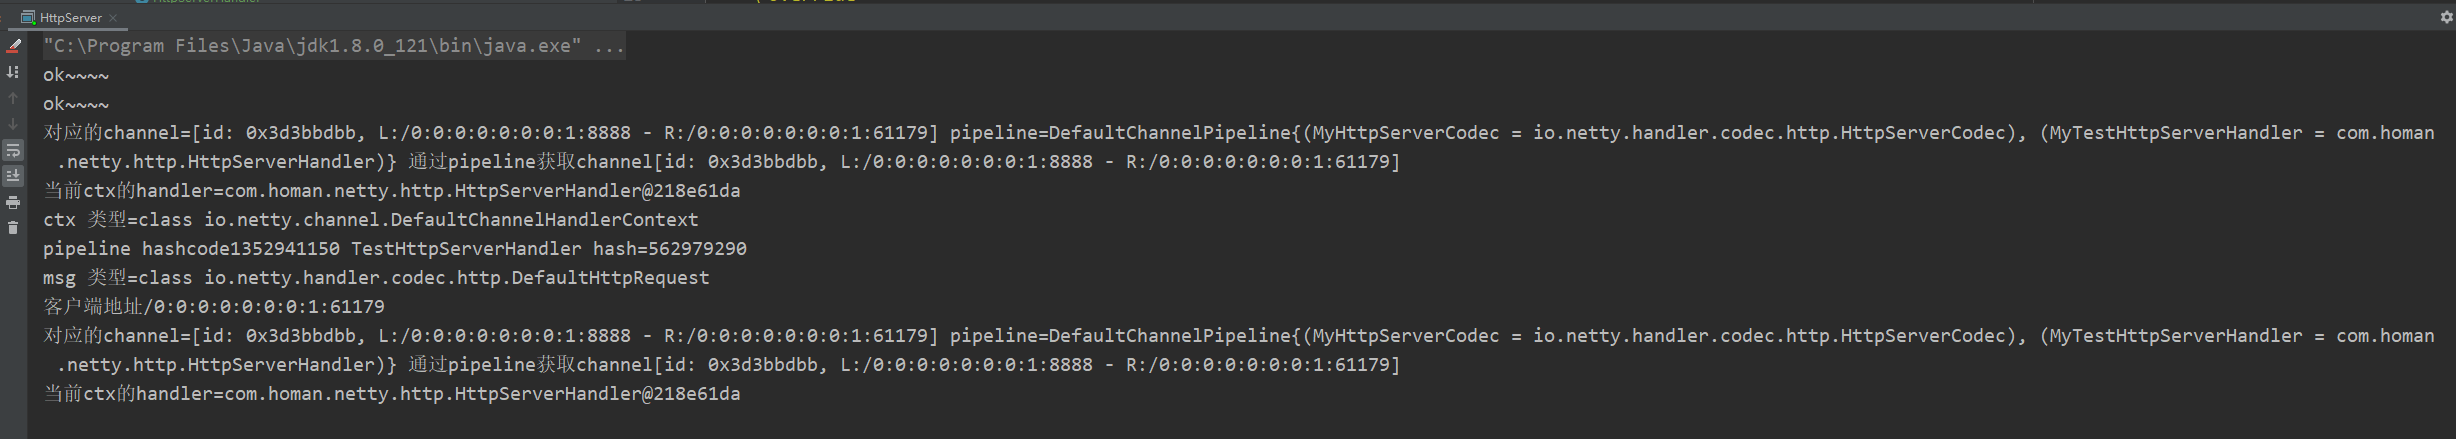 HttpServer
"C:\Program Files\Java\jdk1.8.0_121\bin\java.exe" ...
ok~~~~
ok~~~~
对应的channel=[id: 0x3d3bbdbb, L:/0:0:0:0:0:0:0:1:8888 - R:/0:0:0:0:0:0:0:1:61179] pipeline=DefaultChannelPipeline{(MyHttpServerCodec = io.netty.handler.codec.http.HttpServerCodec), (MyTestHttpServerHandler = com.homan
.netty.http.HttpServerHandler)} 通过pipeline获取channel[id: 0x3d3bbdbb, L:/0:0:0:0:0:0:0:1:8888 - R:/0:0:0:0:0:0:0:1:61179]
当前ctx的handler=com.homan.netty.http.HttpServerHandler@218e61da
ctx 类型=class io.netty.channel.DefaultChannelHandlerContext
pipeline hashcode1352941150 TestHttpServerHandler hash=562979290
msg 类型=class io.netty.handler.codec.http.DefaultHttpRequest
客户端地址/0:0:0:0:0:0:0:1:61179
对应的channel=[id: 0x3d3bbdbb, L:/0:0:0:0:0:0:0:1:8888 - R:/0:0:0:0:0:0:0:1:61179] pipeline=DefaultChannelPipeline{(MyHttpServerCodec = io.netty.handler.codec.http.HttpServerCodec), (MyTestHttpServerHandler = com.homan
.netty.http.HttpServerHandler)} 通过pipeline获取channel[id: 0x3d3bbdbb, L:/0:0:0:0:0:0:0:1:8888 - R:/0:0:0:0:0:0:0:1:61179]
当前ctx的handler=com.homan.netty.http.HttpServerHandler@218e61da